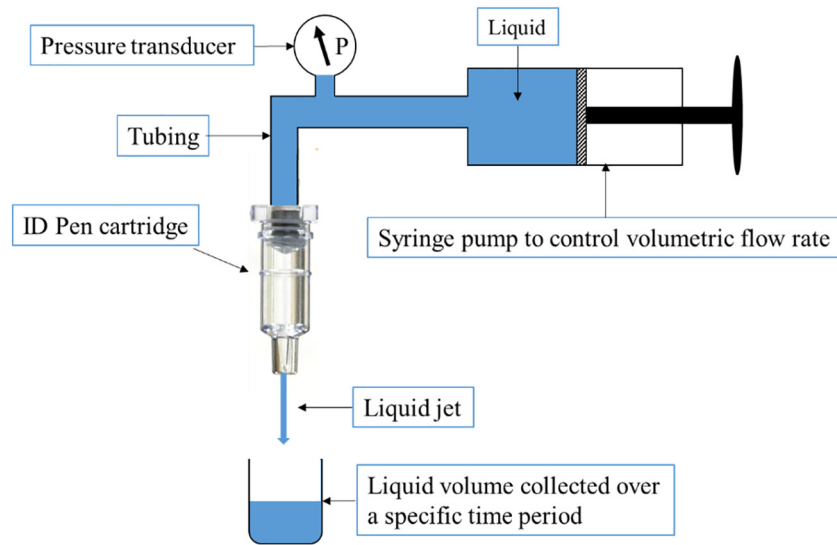 Pressure transducer
P
Liquid
Tubing
ID Pen cartridge
Syringe pump to control volumetric flow rate
Liquid jet
Liquid volume collected over
a specific time period